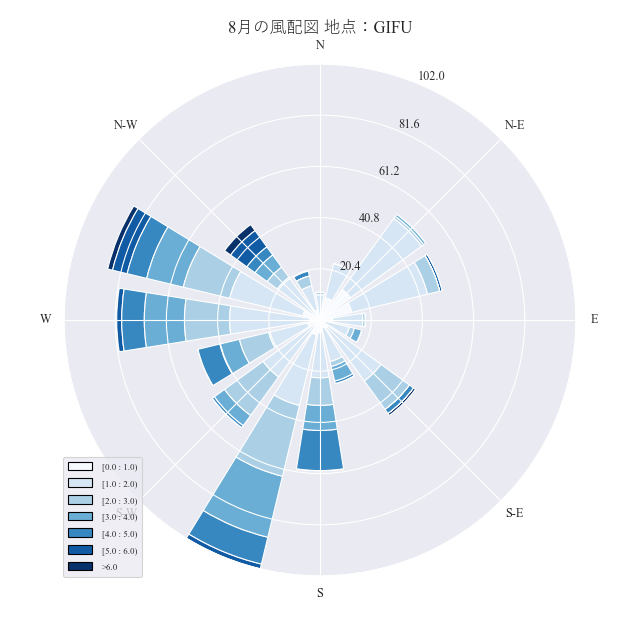 8月の風配図 地点：GIFU
N
102.0
N-W
N-E
81.6
61.2
40.8
20.4
W
E
[0.0 : 1.0)
[1.0 : 2.0)
[2.0 : 3.0)
[3.0 : 4.0)
[4.0 : 5.0)
[5.0 : 6.0)
>6.0
S-W
S-E
S